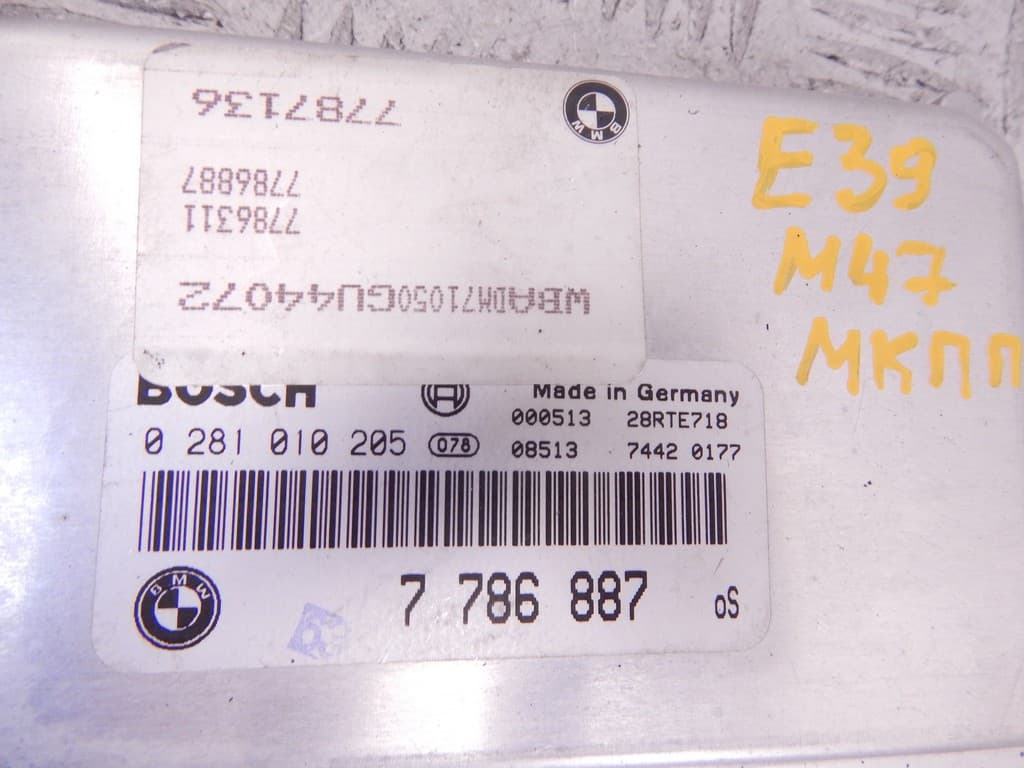 7787136
7786887
7786311
WBADM71050GU44072
BMW
E39
M47
МКПП
BOSCH
Made in Germany
000513 28RTE718
0 281 010 205 078
08513 7442 0177
BMW
7 786 887 oS